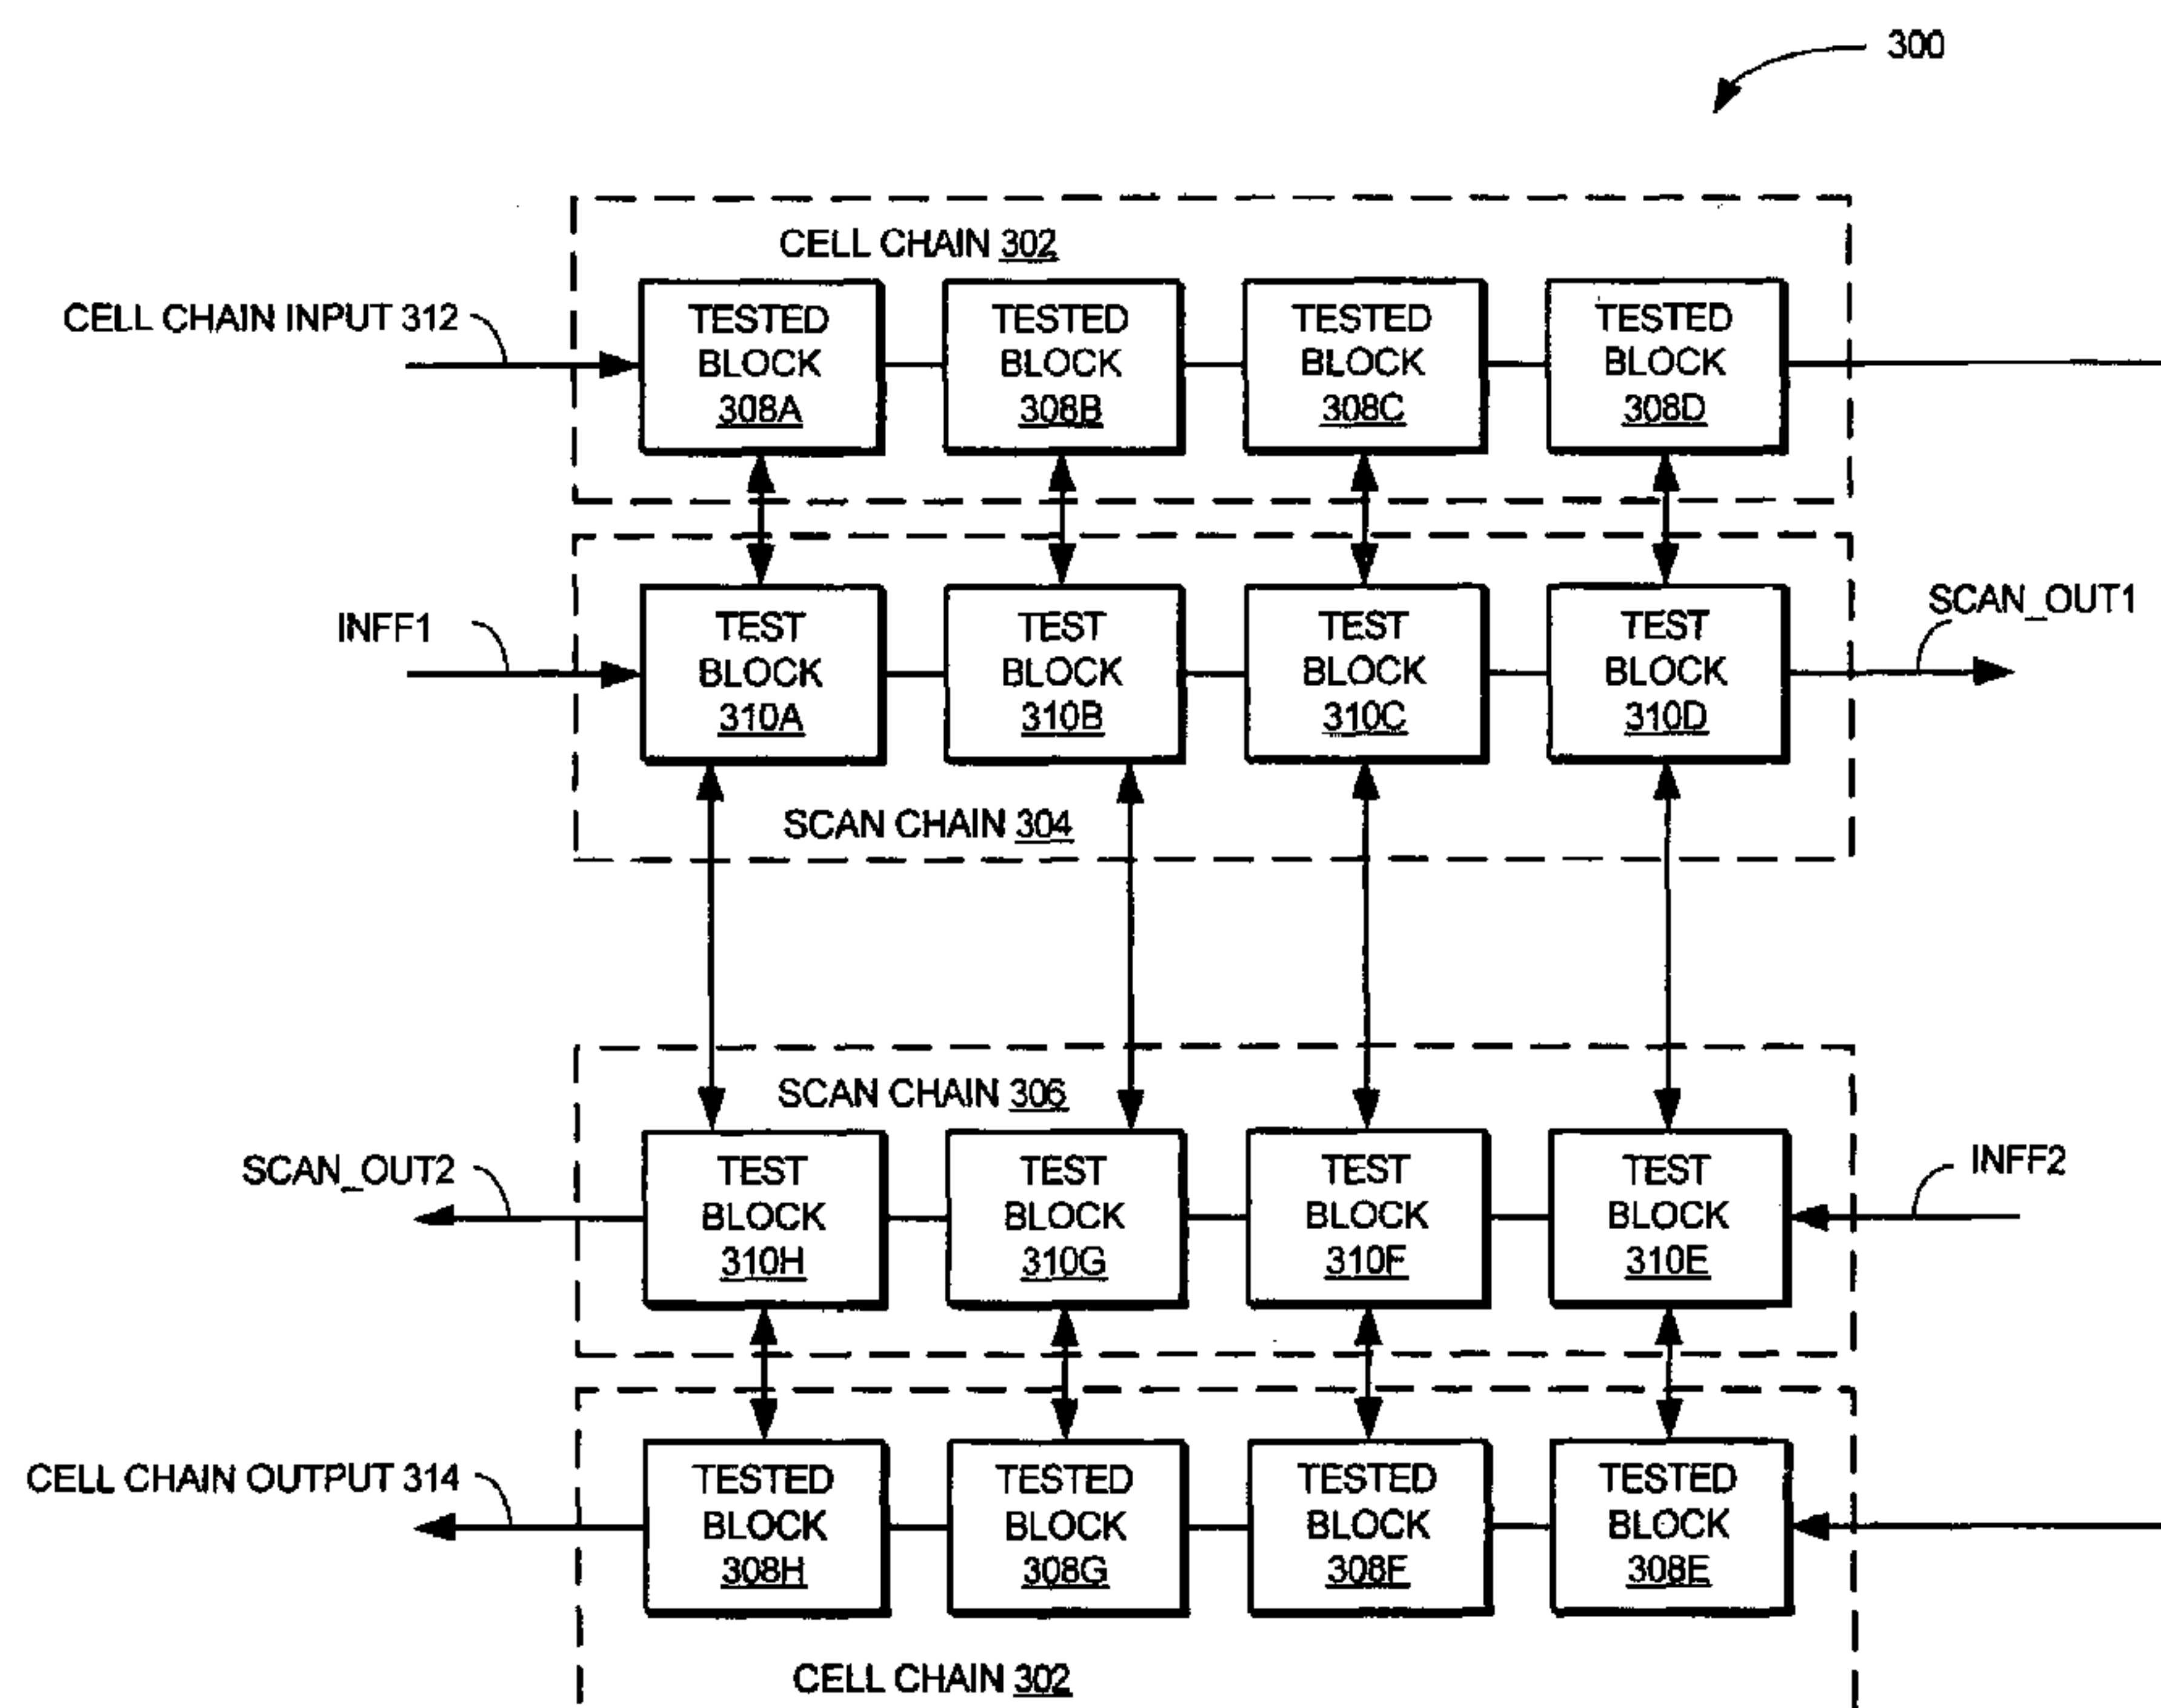 300
CELL CHAIN 302
CELL CHAIN INPUT 312
TESTED
BLOCK
308A
TESTED
BLOCK
308B
TESTED
BLOCK
308C
TESTED
BLOCK
308D
INFF1
TEST
BLOCK
310A
TEST
BLOCK
310B
TEST
BLOCK
310C
TEST
BLOCK
310D
SCAN_OUT1
SCAN CHAIN 304
SCAN CHAIN 306
SCAN_OUT2
TEST
BLOCK
310H
TEST
BLOCK
310G
TEST
BLOCK
310F
TEST
BLOCK
310E
INFF2
CELL CHAIN OUTPUT 314
TESTED
BLOCK
308H
TESTED
BLOCK
308G
TESTED
BLOCK
308F
TESTED
BLOCK
308E
CELL CHAIN 302